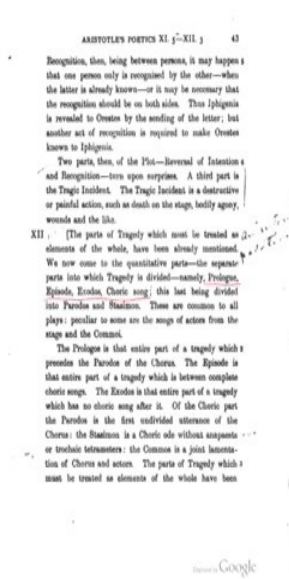 ARISTOTLE'S POETICS XI. 5—XII. 3 43
Recognition, then, being between persons, it may happen 5
that one person only is recognised by the other—when
the latter is already known—or it may be necessary that
the recognition should be on both sides. Thus Iphigenia
is revealed to Orestes by the sending of the letter; but
another act of recognition is required to make Orestes
known to Iphigenia.
Two parts, then, of the Plot—Reversal of Intention 6
and Recognition—turn upon surprises. A third part is
the Tragic Incident. The Tragic Incident is a destructive
or painful action, such as death on the stage, bodily agony,
wounds and the like.
XII [The parts of Tragedy which must be treated as
elements of the whole, have been already mentioned.
We now come to the quantitative parts—the separate
parts into which Tragedy is divided—namely, Prologue,
Episode, Exodos, Choric song; this last being divided
into Parodos and Stasimon. These are common to all
plays: peculiar to some are the songs of actors from the
stage and the Commoi.
The Prologos is that entire part of a tragedy which 2
precedes the Parodos of the Chorus. The Episode is
that entire part of a tragedy which is between complete
choric songs. The Exodos is that entire part of a tragedy
which has no choric song after it. Of the Choric part
the Parodos is the first undivided utterance of the
Chorus: the Stasimon is a Choric ode without anapaests
or trochaic tetrameters: the Commos is a joint lamenta-
tion of Chorus and actors. The parts of Tragedy which 3
must be treated as elements of the whole have been
Digitized by Google